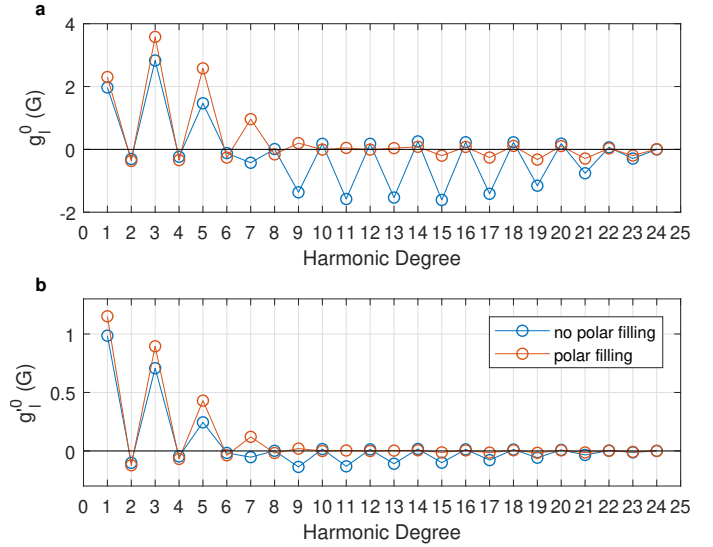 a
4
2
0
-2
g_l^0 (G)
0 1 2 3 4 5 6 7 8 9 10 11 12 13 14 15 16 17 18 19 20 21 22 23 24 25
Harmonic Degree
b
1
0.5
0
g'_l^0 (G)
no polar filling
polar filling
0 1 2 3 4 5 6 7 8 9 10 11 12 13 14 15 16 17 18 19 20 21 22 23 24 25
Harmonic Degree